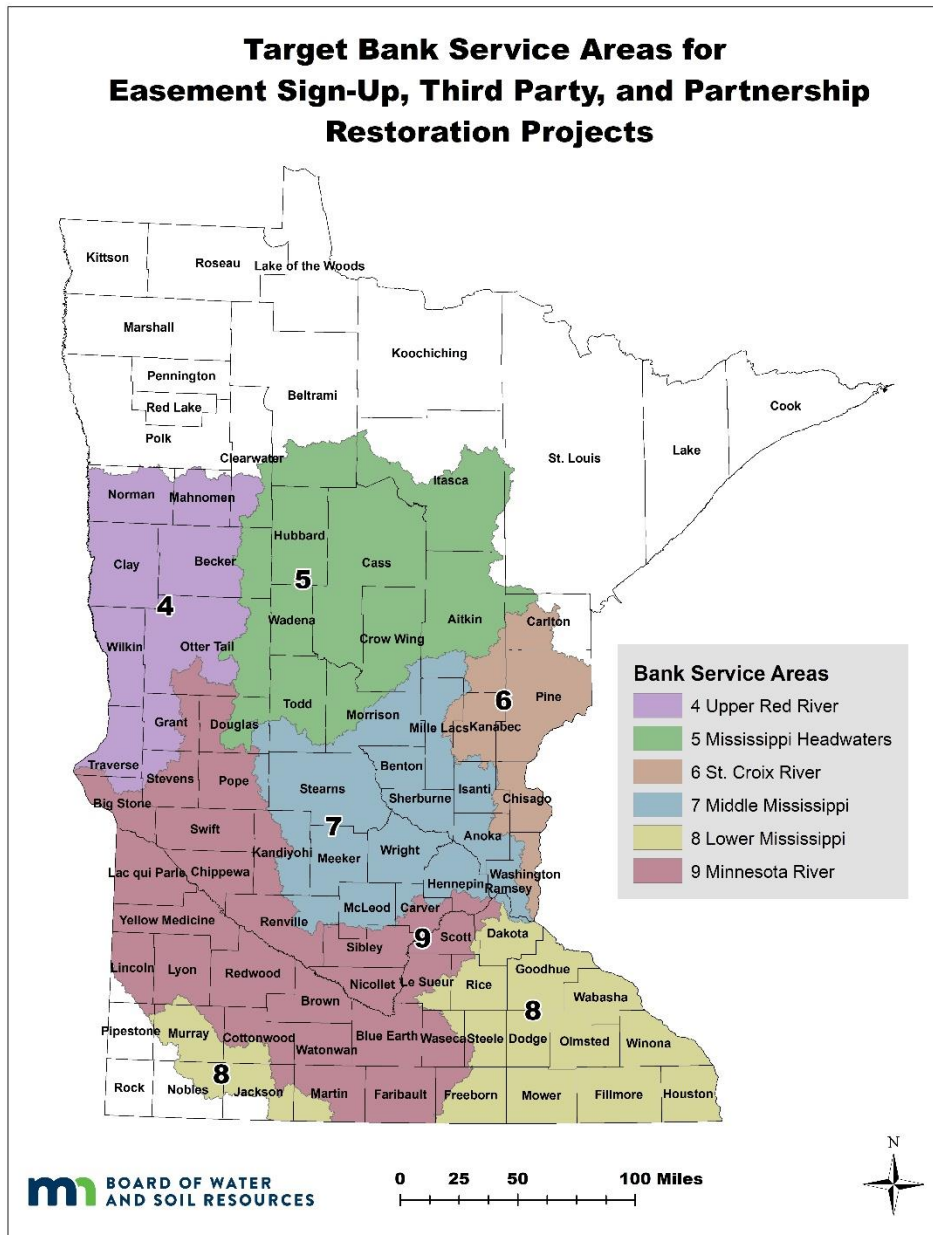 Target Bank Service Areas for
Easement Sign-Up, Third Party, and Partnership
Restoration Projects
Kittson
Roseau
Lake of the Woods
Marshall
Koochiching
Pennington
Beltrami
Red Lake
Cook
Polk
Lake
Clearwater
St. Louis
Itasca
Norman
Mahnomen
Hubbard
Clay
Becker
Cass
5
4
Wadena
Aitkin
Carlton
Wilkin
Otter Tail
Crow Wing
Pine
6
Todd
Grant
Douglas
Morrison
Mille Lacs
Kanabec
Traverse
Stevens
Pope
Benton
Big Stone
Stearns
Sherburne
Isanti
Chisago
7
Swift
Anoka
Kandiyohi
Meeker
Wright
Lac qui Parle
Chippewa
Washington
Hennepin
Ramsey
McLeod
Carver
Yellow Medicine
Renville
9
Scott
Dakota
Sibley
Lincoln
Lyon
Redwood
Nicollet
Le Sueur
Rice
Goodhue
Wabasha
Brown
8
Pipestone
Murray
Cottonwood
Watonwan
Blue Earth
Waseca
Steele
Dodge
Olmsted
Winona
8
Rock
Nobles
Jackson
Martin
Faribault
Freeborn
Mower
Fillmore
Houston
Bank Service Areas
4 Upper Red River
5 Mississippi Headwaters
6 St. Croix River
7 Middle Mississippi
8 Lower Mississippi
9 Minnesota River
mn BOARD OF WATER
AND SOIL RESOURCES
0 25 50 100 Miles
N